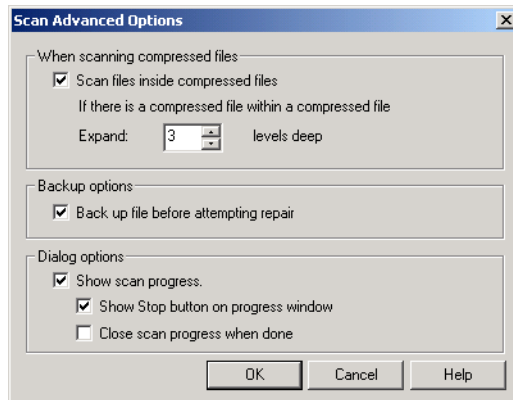 Scan Advanced Options
When scanning compressed files
Scan files inside compressed files
If there is a compressed file within a compressed file
Expand: 3 levels deep
Backup options
Back up file before attempting repair
Dialog options
Show scan progress.
Show Stop button on progress window
Close scan progress when done
OK Cancel Help